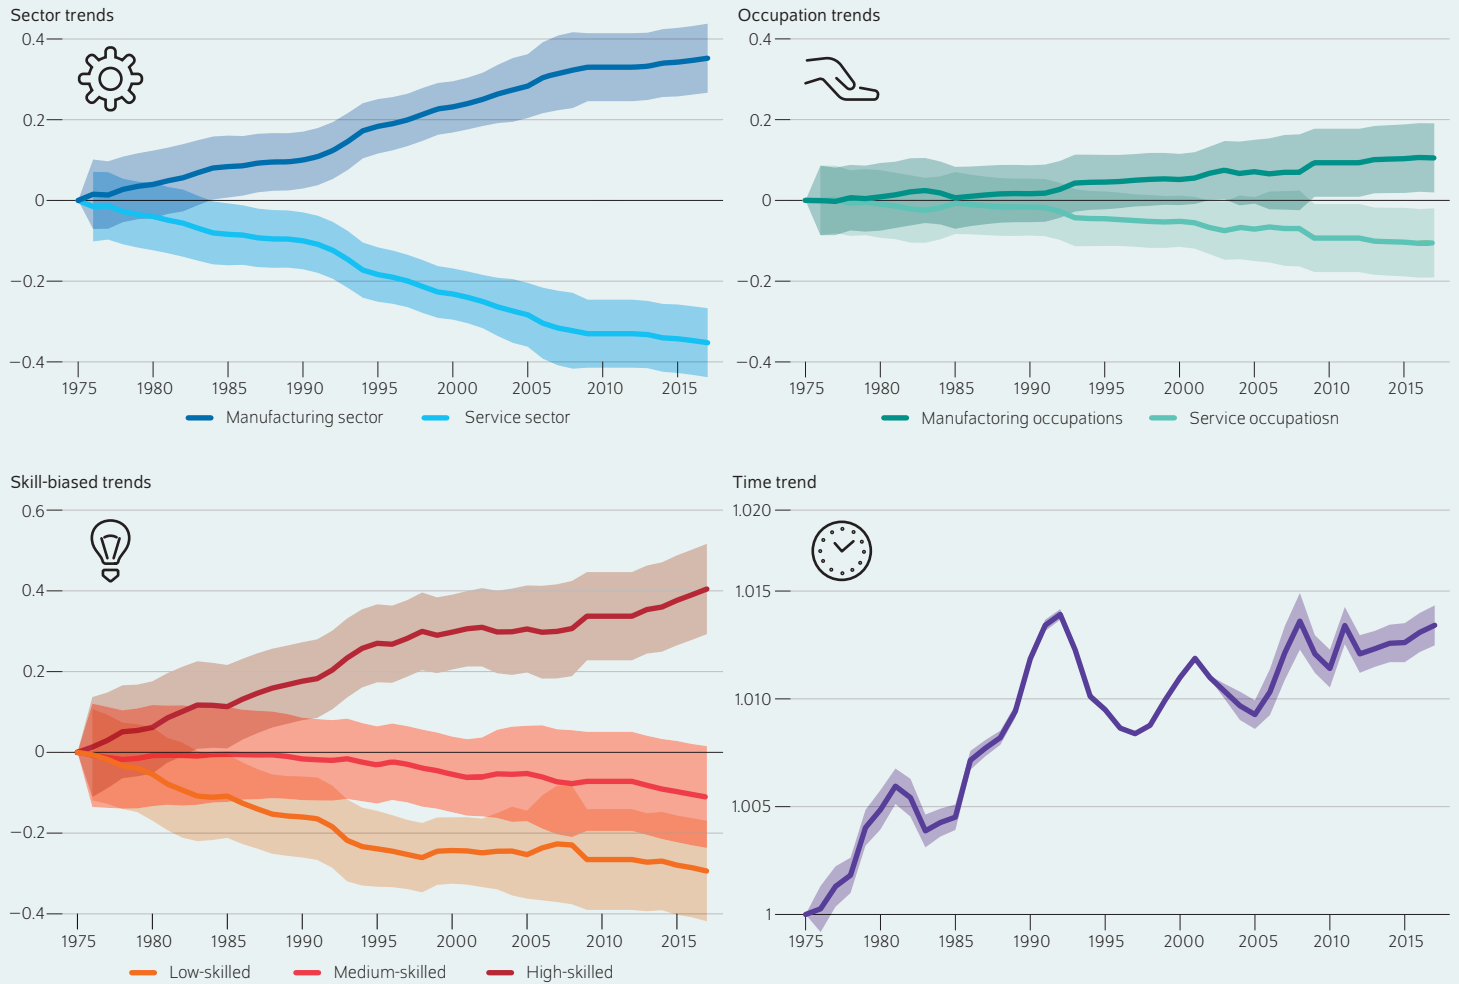 Sector trends
0.4
0.2
0
−0.2
−0.4
1975 1980 1985 1990 1995 2000 2005 2010 2015
Manufacturing sector Service sector
Occupation trends
0.4
0.2
0
−0.2
−0.4
1975 1980 1985 1990 1995 2000 2005 2010 2015
Manufactoring occupations Service occupatiosn
Skill-biased trends
0.6
0.4
0.2
0
−0.2
−0.4
1975 1980 1985 1990 1995 2000 2005 2010 2015
Low-skilled Medium-skilled High-skilled
Time trend
1.020
1.015
1.010
1.005
1
1975 1980 1985 1990 1995 2000 2005 2010 2015